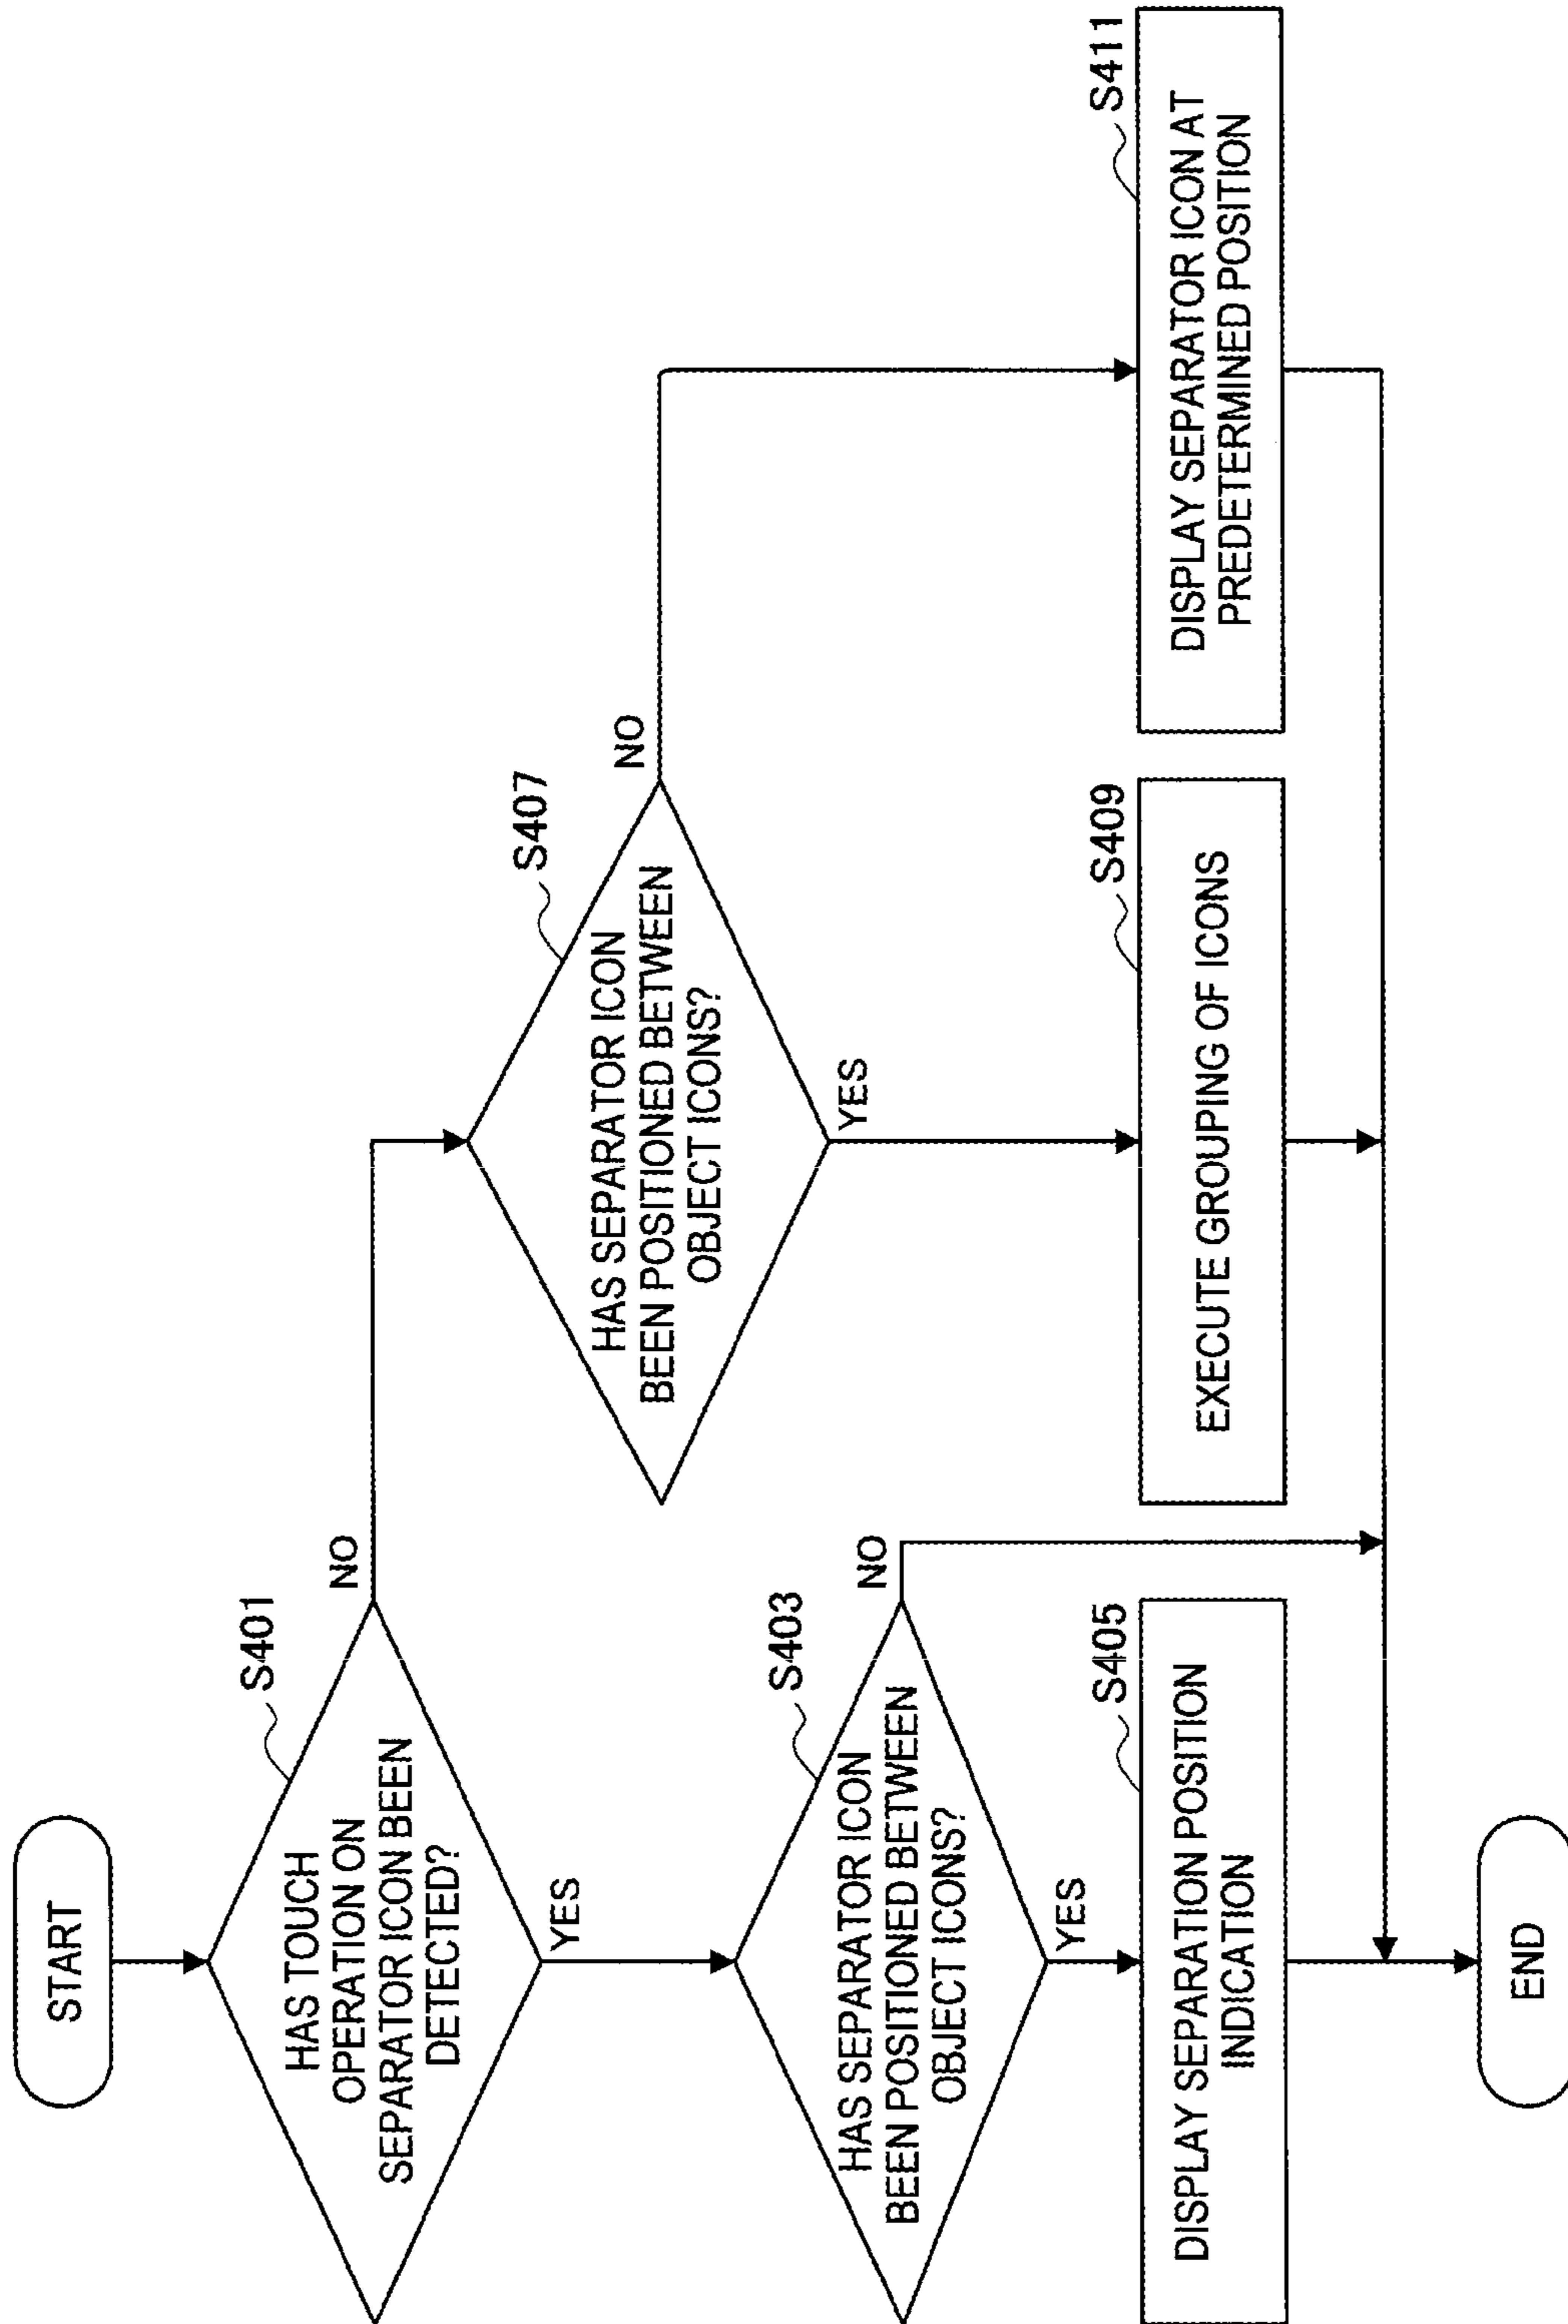 START
S401
HAS TOUCH
OPERATION ON
SEPARATOR ICON BEEN
DETECTED?
NO
YES
S403
HAS SEPARATOR ICON
BEEN POSITIONED BETWEEN
OBJECT ICONS?
NO
YES
S405
DISPLAY SEPARATION POSITION
INDICATION
S407
HAS SEPARATOR ICON
BEEN POSITIONED BETWEEN
OBJECT ICONS?
NO
YES
S409
EXECUTE GROUPING OF ICONS
S411
DISPLAY SEPARATOR ICON AT
PREDETERMINED POSITION
END